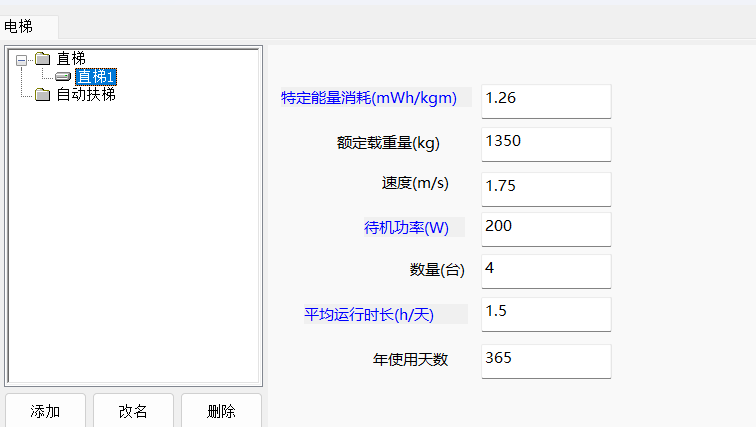 电梯
直梯
直梯1
自动扶梯
特定能量消耗(mWh/kgm) 1.26
额定载重量(kg) 1350
速度(m/s) 1.75
待机功率(W) 200
数量(台) 4
平均运行时长(h/天) 1.5
年使用天数 365
添加 改名 删除